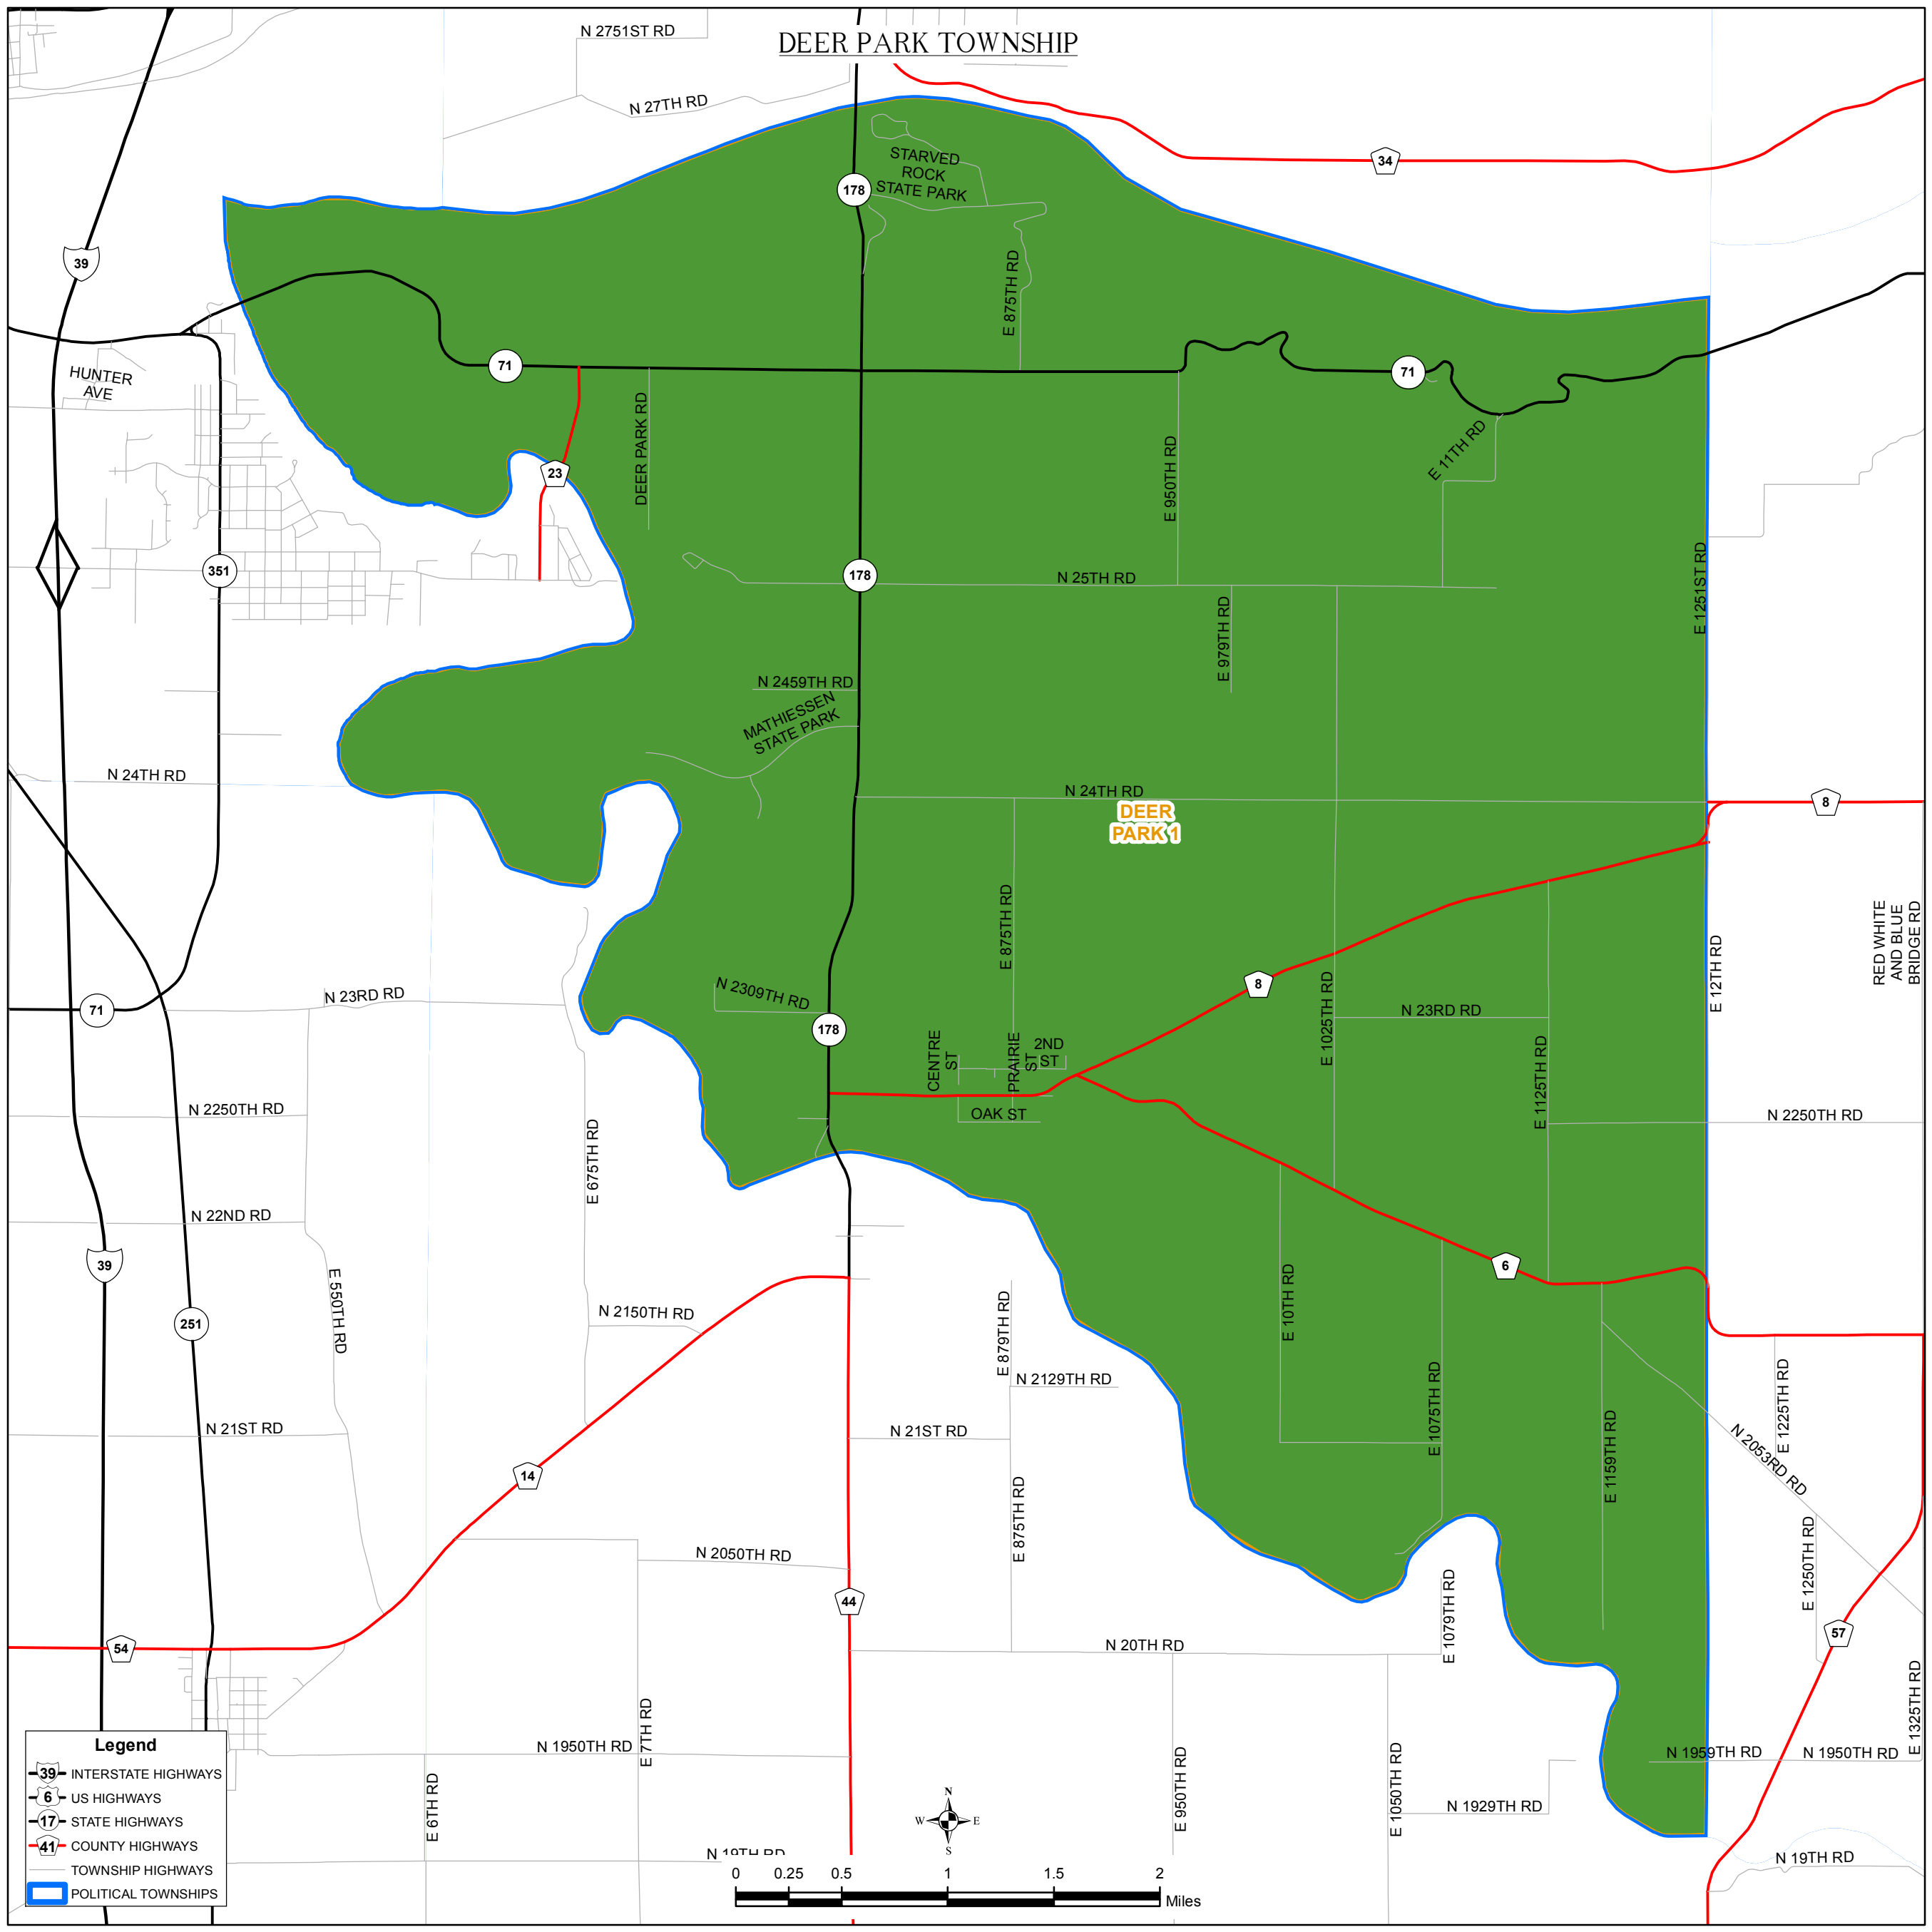 DEER PARK TOWNSHIP
N 2751ST RD
N 27TH RD
34
STARVED
ROCK
STATE PARK
178
39
E 875TH RD
71
71
HUNTER
AVE
DEER PARK RD
23
E 950TH RD
E 11TH RD
351
178
N 25TH RD
E 979TH RD
E 1251ST RD
N 2459TH RD
MATHIESSEN
STATE PARK
N 24TH RD
N 24TH RD
DEER
PARK 1
8
E 875TH RD
RED WHITE
AND BLUE
BRIDGE RD
E 12TH RD
8
N 2309TH RD
N 23RD RD
71
178
E 1025TH RD
N 23RD RD
CENTRE
ST
PRAIRIE
ST
2ND
ST
E 1125TH RD
N 2250TH RD
OAK ST
N 2250TH RD
E 675TH RD
N 22ND RD
39
6
E 550TH RD
251
N 2150TH RD
E 879TH RD
E 10TH RD
N 2129TH RD
E 1075TH RD
E 1225TH RD
N 21ST RD
N 21ST RD
E 1159TH RD
N 2053RD RD
14
E 875TH RD
N 2050TH RD
E 1250TH RD
44
E 1079TH RD
57
54
N 20TH RD
E 1325TH RD
E 7TH RD
N 1950TH RD
N 1959TH RD
N 1950TH RD
E 6TH RD
E 950TH RD
E 1050TH RD
N 1929TH RD
N 19TH RD
N 19TH RD
Legend
39 INTERSTATE HIGHWAYS
6 US HIGHWAYS
17 STATE HIGHWAYS
41 COUNTY HIGHWAYS
TOWNSHIP HIGHWAYS
POLITICAL TOWNSHIPS
N
W E
S
0 0.25 0.5 1 1.5 2
Miles